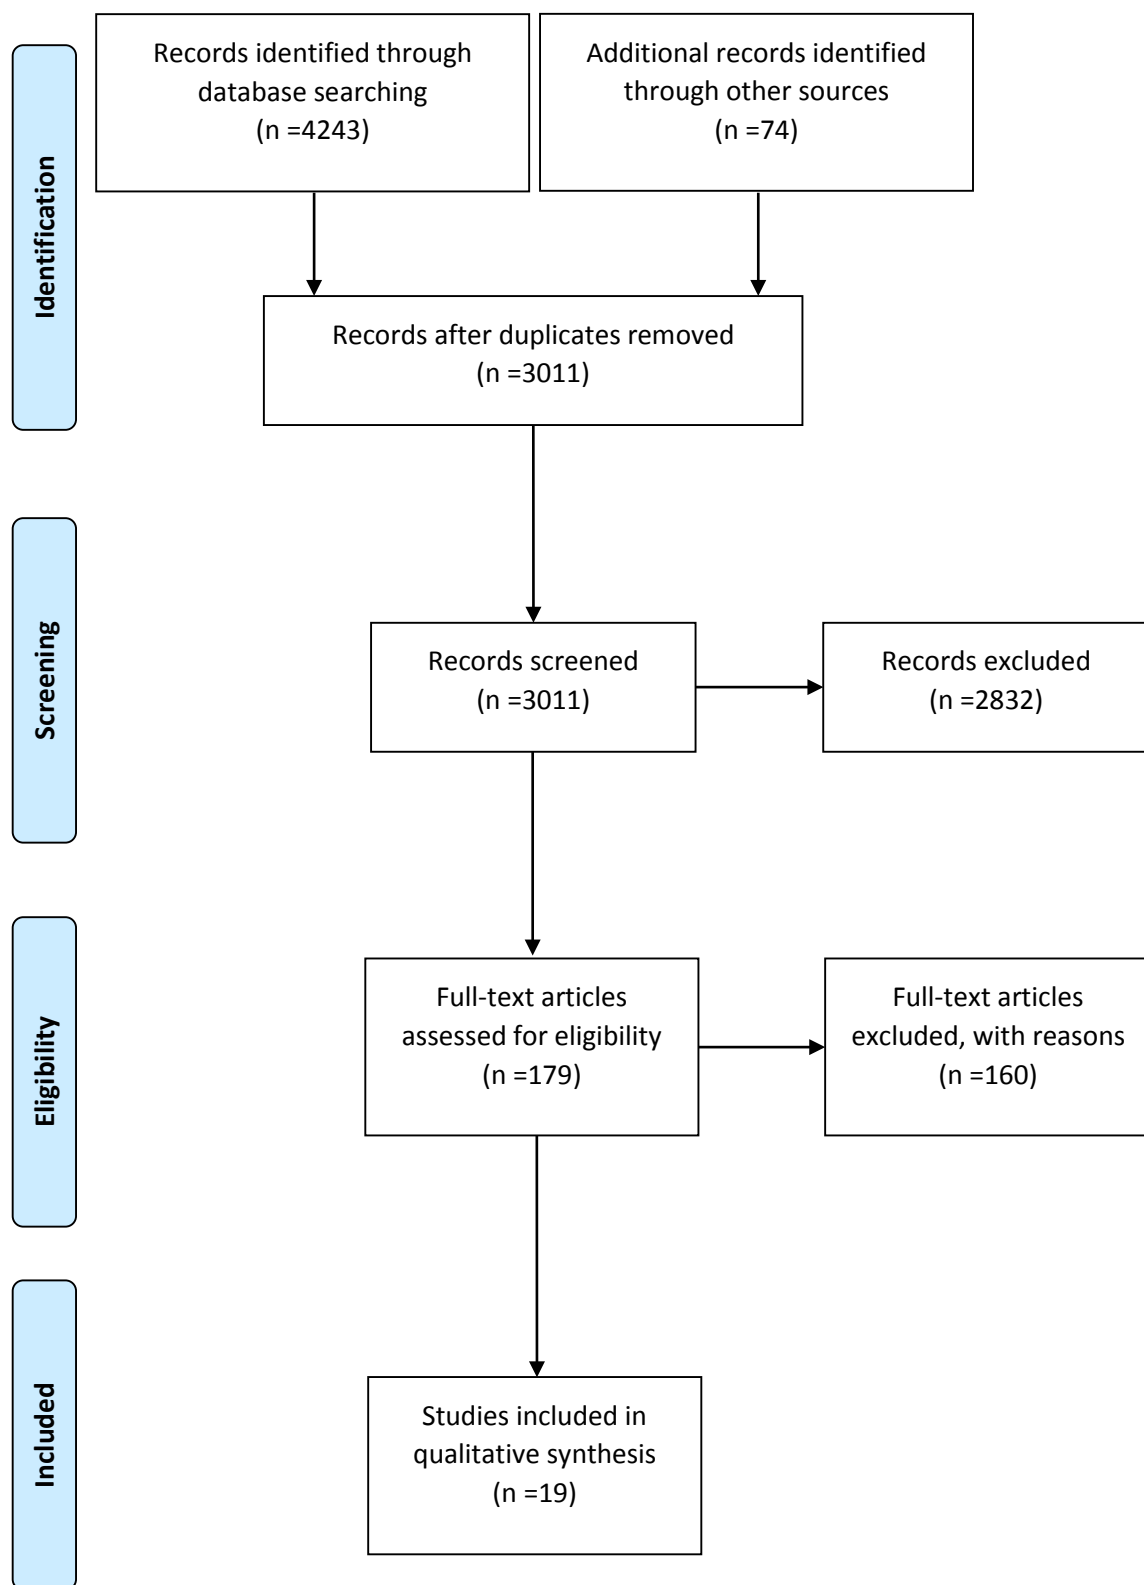 Identification
Records identified through
database searching
(n =4243)
Additional records identified
through other sources
(n =74)
Records after duplicates removed
(n =3011)
Screening
Records screened
(n =3011)
Records excluded
(n =2832)
Eligibility
Full-text articles
assessed for eligibility
(n =179)
Full-text articles
excluded, with reasons
(n =160)
Included
Studies included in
qualitative synthesis
(n =19)